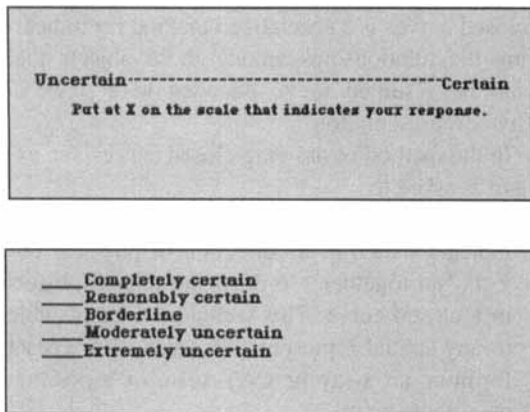 Uncertain--------------------------------------------Certain
Put at X on the scale that indicates your response.
____Completely certain
____Reasonably certain
____Borderline
____Moderately uncertain
____Extremely uncertain